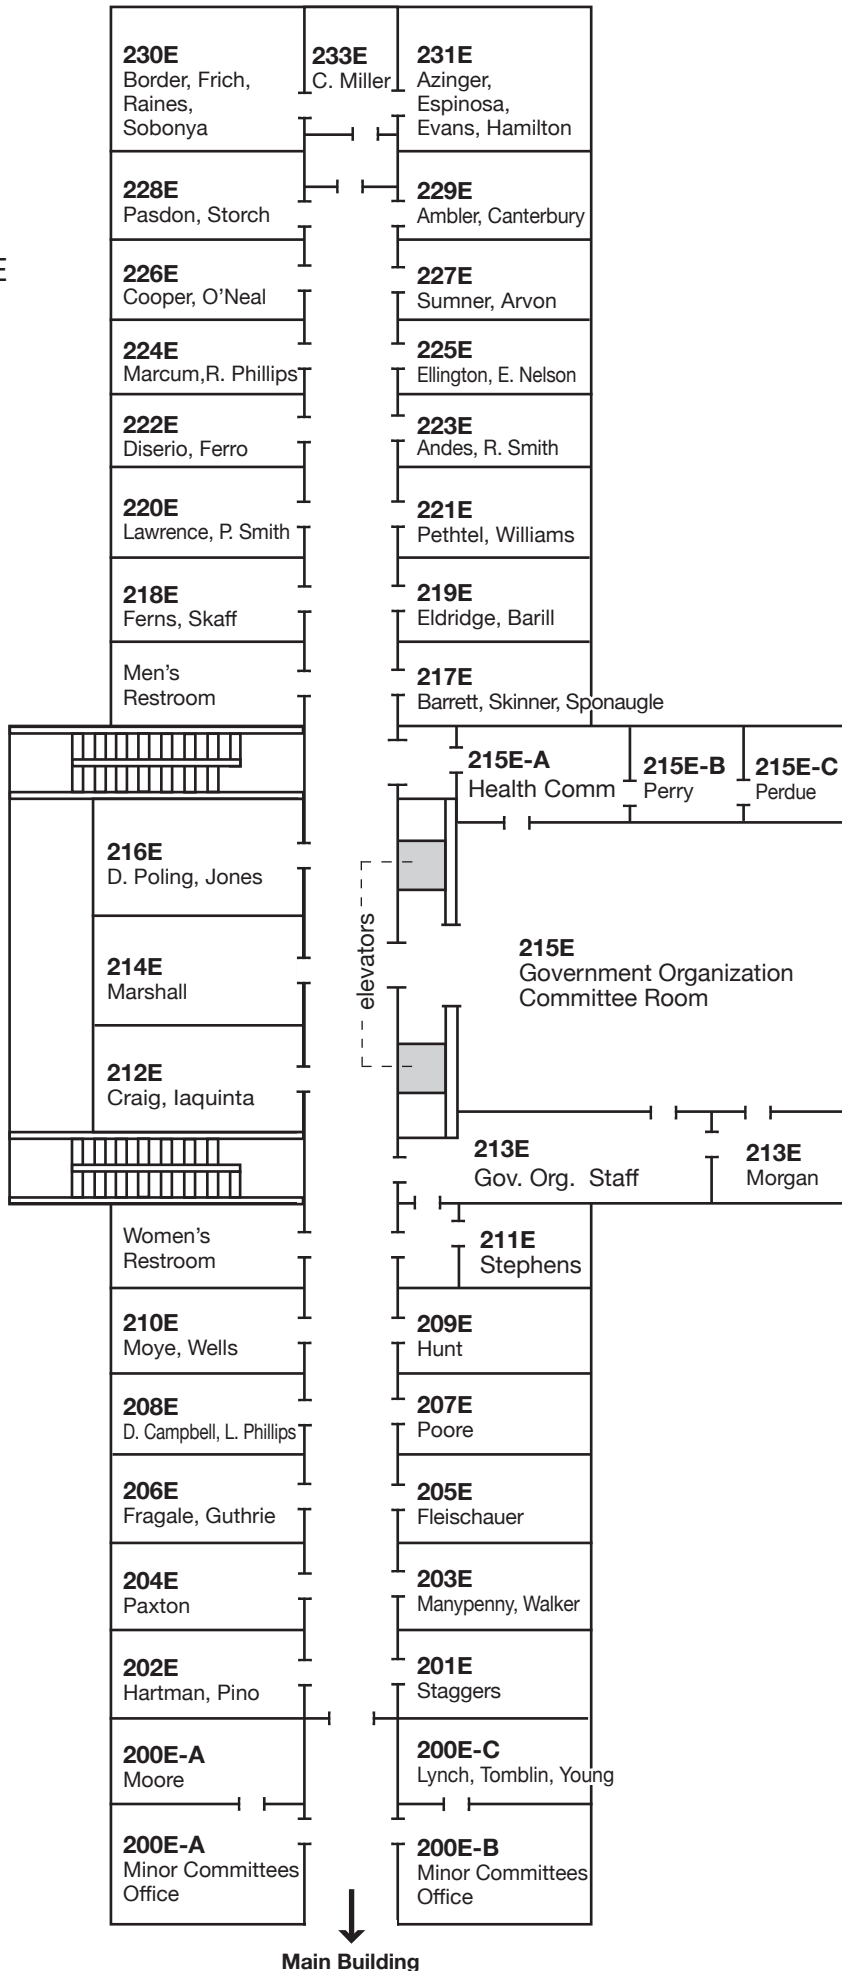 230E
Border, Frich,
Raines,
Sobonya
233E
C. Miller
231E
Azinger,
Espinosa,
Evans, Hamilton
228E
Pasdon, Storch
229E
Ambler, Canterbury
E
226E
Cooper, O’Neal
227E
Sumner, Arvon
224E
Marcum,R. Phillips
225E
Ellington, E. Nelson
222E
Diserio, Ferro
223E
Andes, R. Smith
220E
Lawrence, P. Smith
221E
Pethtel, Williams
218E
Ferns, Skaff
219E
Eldridge, Barill
Men’s
Restroom
217E
Barrett, Skinner, Sponaugle
215E-A
Health Comm
215E-B
Perry
215E-C
Perdue
216E
D. Poling, Jones
elevators
215E
Government Organization
Committee Room
214E
Marshall
212E
Craig, Iaquinta
213E
Gov. Org. Staff
213E
Morgan
Women’s
Restroom
211E
Stephens
210E
Moye, Wells
209E
Hunt
208E
D. Campbell, L. Phillips
207E
Poore
206E
Fragale, Guthrie
205E
Fleischauer
204E
Paxton
203E
Manypenny, Walker
202E
Hartman, Pino
201E
Staggers
200E-A
Moore
200E-C
Lynch, Tomblin, Young
200E-A
Minor Committees
Office
200E-B
Minor Committees
Office
Main Building